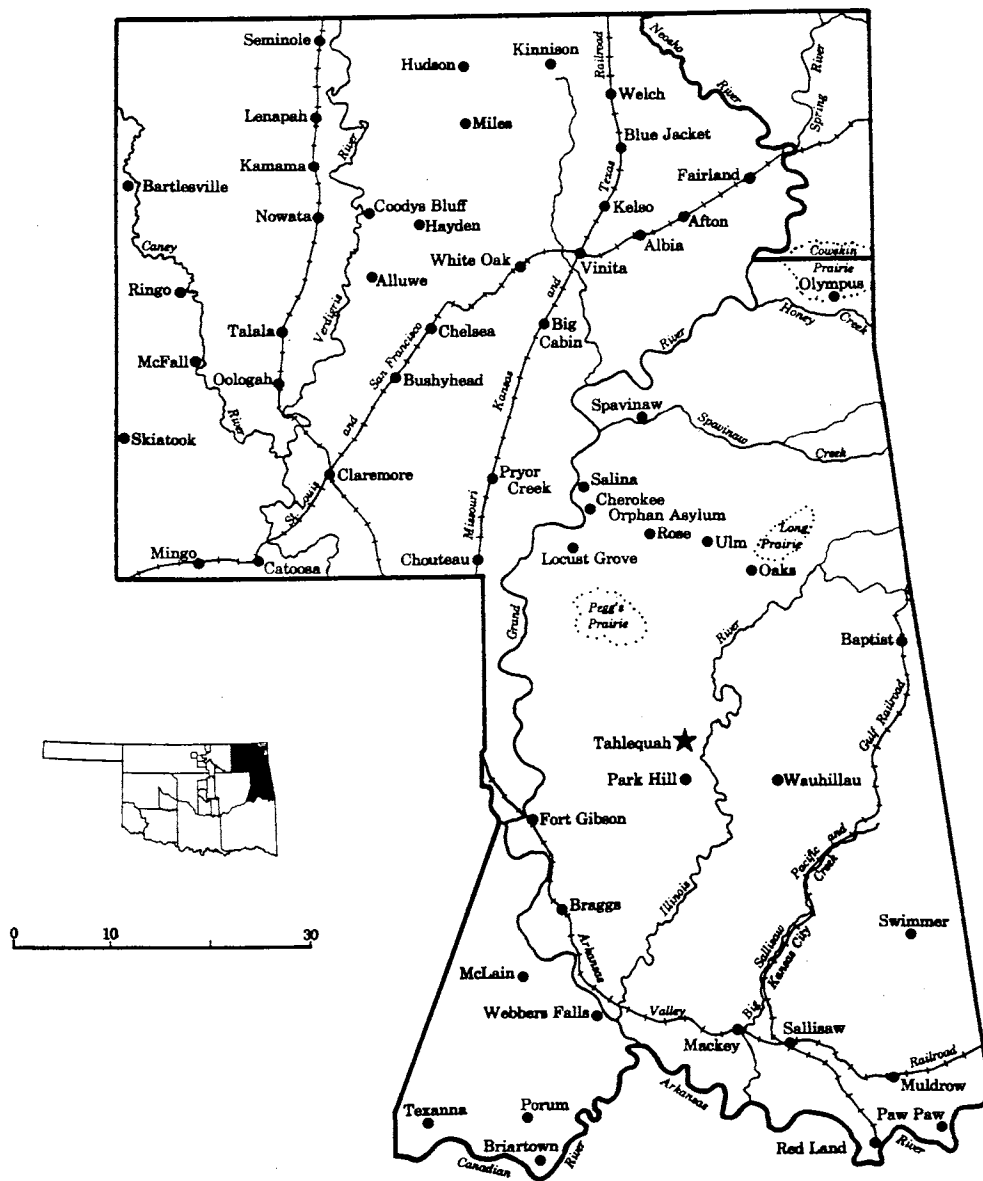 Seminole
Hudson
Kinnison
Railroad
Neosho
River
River
Spring
Welch
Lenapah
Miles
River
Blue Jacket
Kamama
Texas
Fairland
Bartlesville
Coodys Bluff
Kelso
Nowata
Hayden
Afton
Albia
Caney
White Oak
Vinita
Cowskin
Prairie
Olympus
Ringo
Alluwe
and
Honey
Creek
Verdigris
Talala
San Francisco
Chelsea
Big
Cabin
River
McFall
Oologah
Bushyhead
Kansas
River
and
Spavinaw
Spavinaw
Creek
Skiatook
Claremore
Pryor
Creek
Salina
St. Louis
Missouri
Cherokee
Orphan Asylum
Long
Prairie
Rose
Ulm
Mingo
Catoosa
Chouteau
Locust Grove
Oaks
Grand
Pegg's
Prairie
River
Baptist
Gulf Railroad
Tahlequah
Park Hill
Wauhillau
Fort Gibson
Pacific and
Creek
Illinois
Braggs
Swimmer
0 10 30
Arkansas
Sallisaw
Kansas City
McLain
Webbers Falls
Valley
Big
Mackey
Sallisaw
Railroad
Muldrow
Arkansas
Texanna
Porum
Paw Paw
Briartown
Red Land
River
Canadian
River